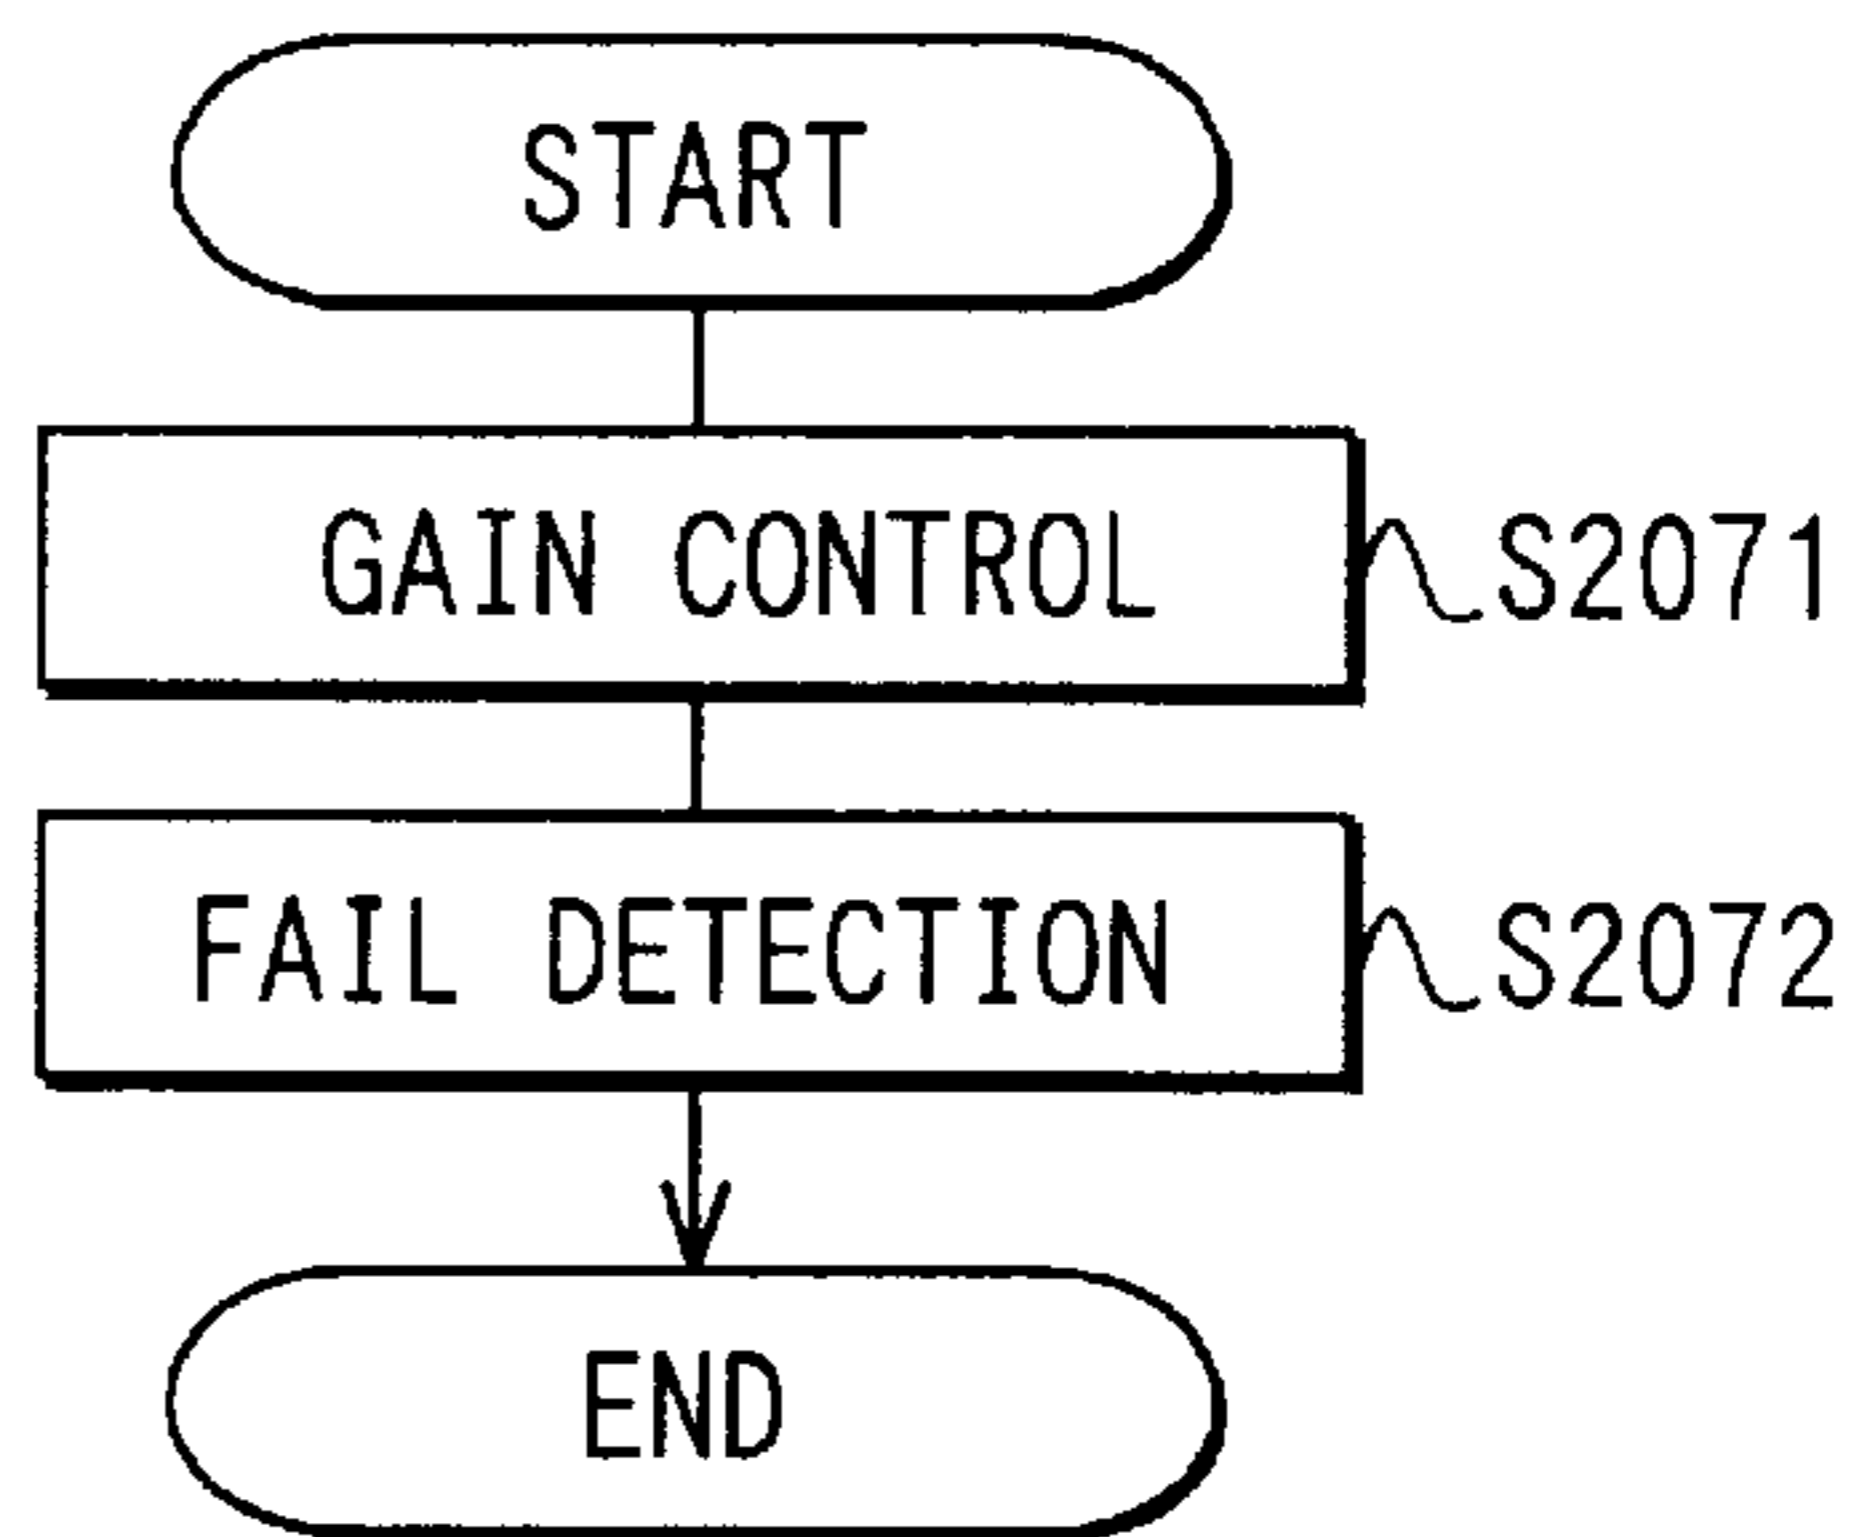 START
GAIN CONTROL S2071
FAIL DETECTION S2072
END